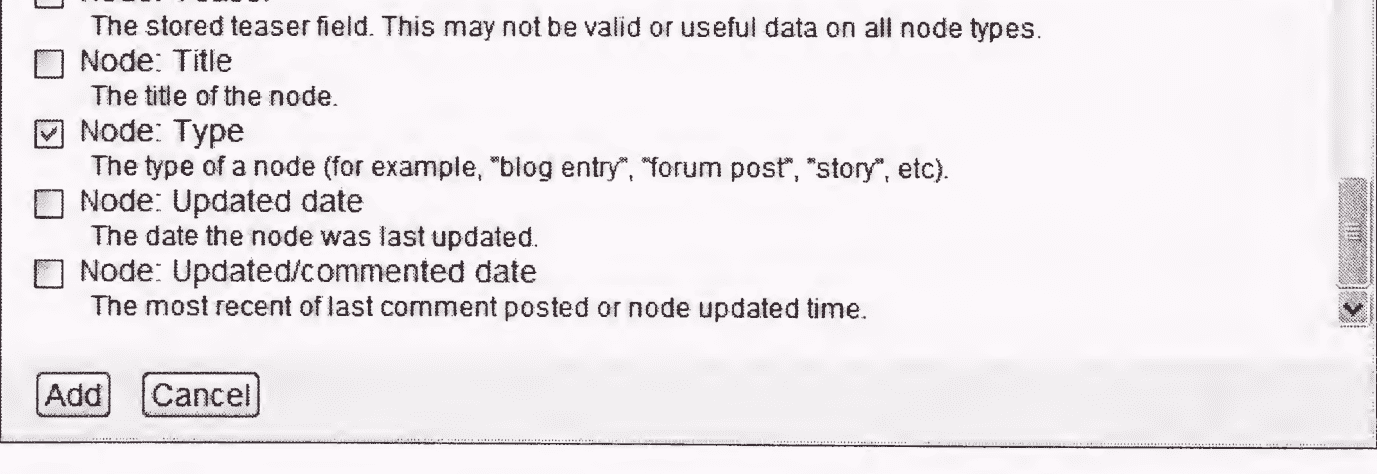 The stored teaser field. This may not be valid or useful data on all node types.
Node: Title
The title of the node.
Node: Type
The type of a node (for example, "blog entry", "forum post", "story", etc).
Node: Updated date
The date the node was last updated.
Node: Updated/commented date
The most recent of last comment posted or node updated time.
Add Cancel